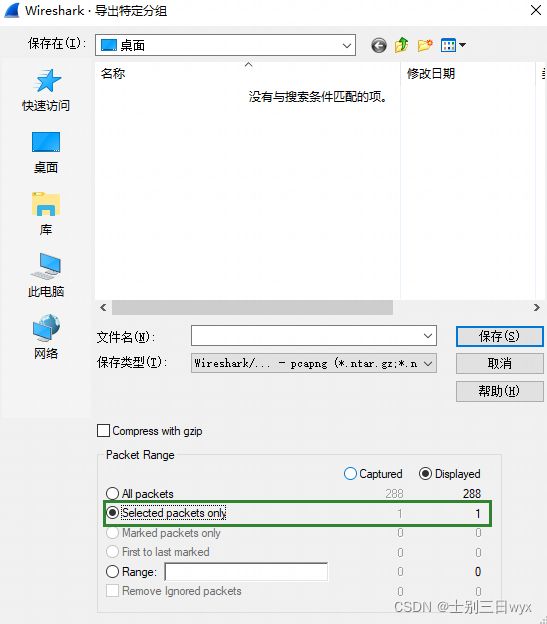 Wireshark · 导出特定分组
保存在(I):
桌面
名称
修改日期
没有与搜索条件匹配的项。
快速访问
桌面
库
此电脑
网络
文件名(N):
保存(S)
保存类型(T):
Wireshark/... - pcapng (*.ntar.gz;*.n
取消
帮助(H)
Compress with gzip
Packet Range
Captured
Displayed
All packets 288 288
Selected packets only 1 1
Marked packets only 0 0
First to last marked 0 0
Range: 0 0
Remove Ignored packets 0 0
CSDN @士别三日wyx